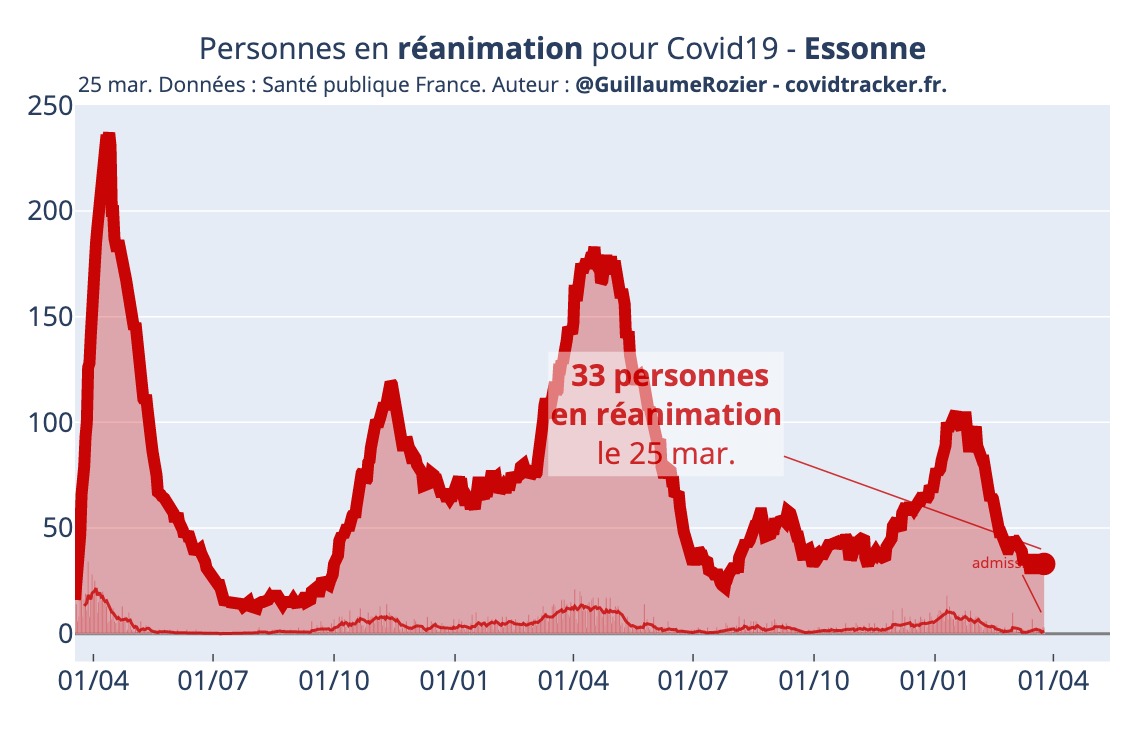 Personnes en réanimation pour Covid19 - Essonne
25 mar. Données : Santé publique France. Auteur : @GuillaumeRozier - covidtracker.fr.
250
200
150
100
50
0
33 personnes
en réanimation
le 25 mar.
admiss
01/04 01/07 01/10 01/01 01/04 01/07 01/10 01/01 01/04